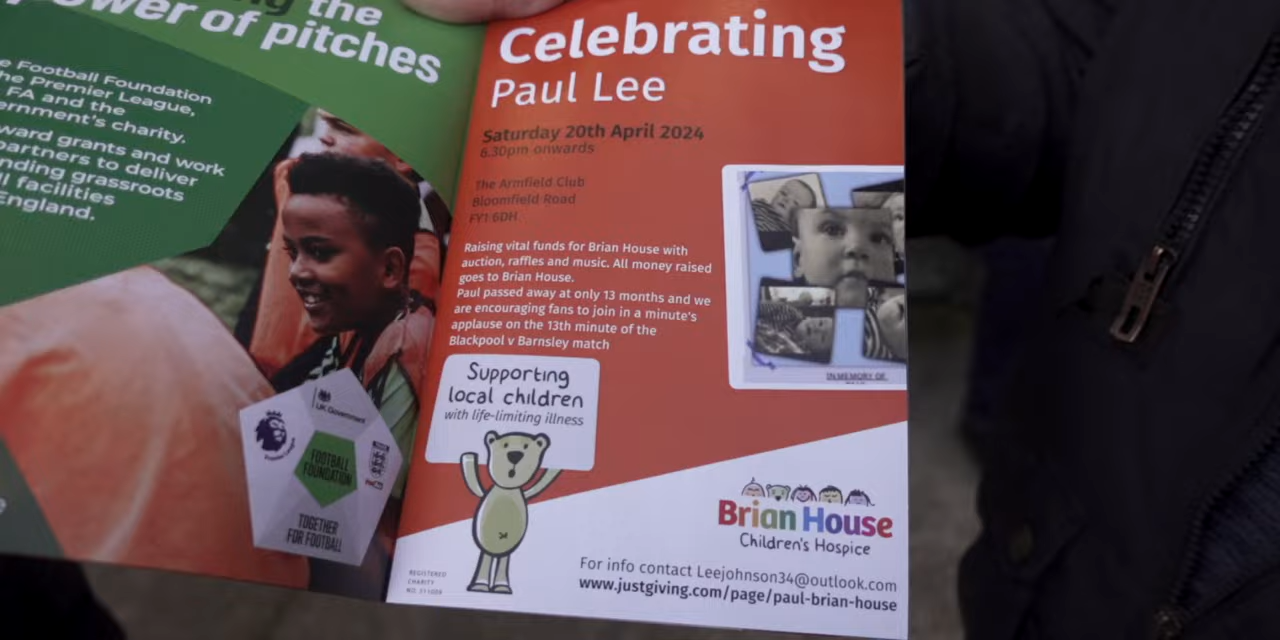 the
power of pitches
e Football Foundation
he Premier League,
FA and the
ernment's charity.
ward grants and work
partners to deliver
nding grassroots
ll facilities
England.
UK Government
Premier League
FOOTBALL
FOUNDATION
TOGETHER
FOR FOOTBALL
Celebrating
Paul Lee
Saturday 20th April 2024
6.30pm onwards
The Armfield Club
Bloomfield Road
FY1 6DH
Raising vital funds for Brian House with
auction, raffles and music. All money raised
goes to Brian House.
Paul passed away at only 13 months and we
are encouraging fans to join in a minute's
applause on the 13th minute of the
Blackpool v Barnsley match
IN MEMORY OF
Supporting
local children
with life-limiting illness
Brian House
Children's Hospice
For info contact Leejohnson34@outlook.com
www.justgiving.com/page/paul-brian-house
REGISTERED
CHARITY
NO.